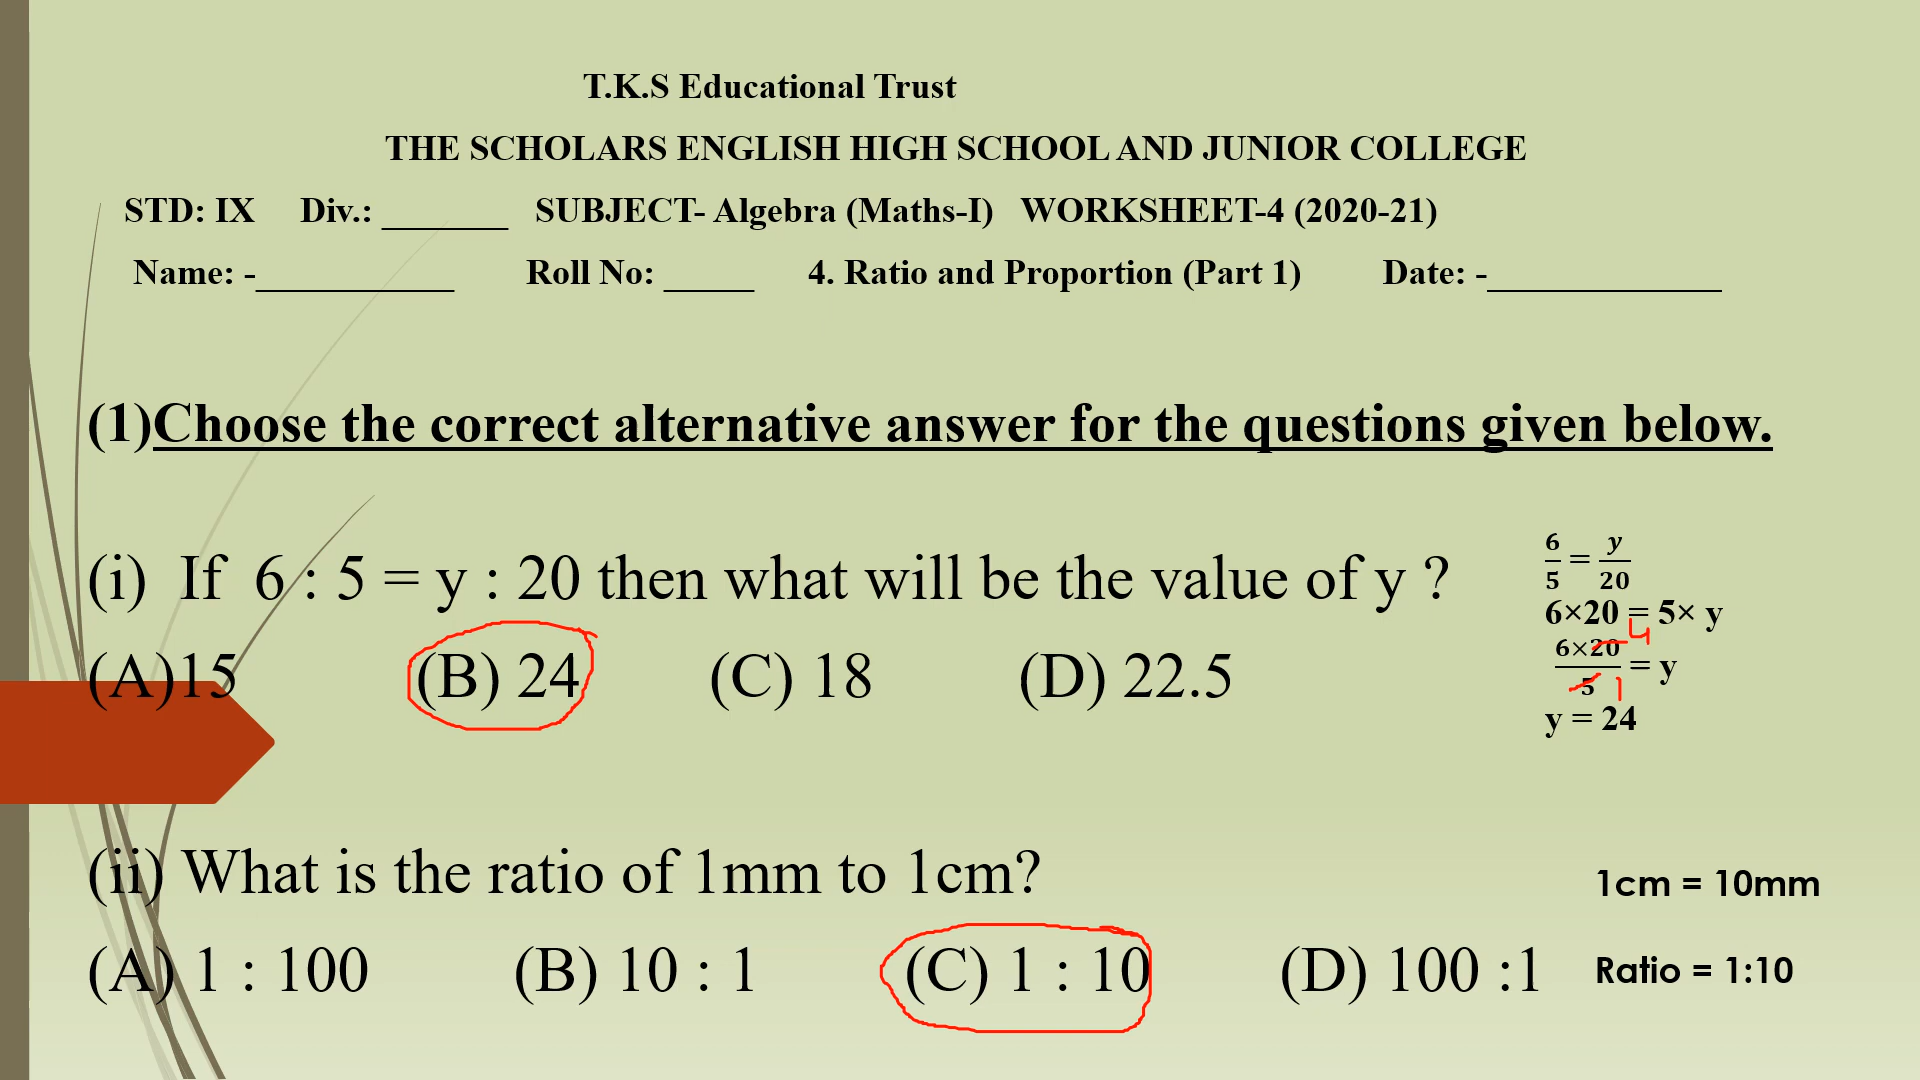 T.K.S Educational Trust
THE SCHOLARS ENGLISH HIGH SCHOOL AND JUNIOR COLLEGE
STD: IX Div.: _______ SUBJECT- Algebra (Maths-I) WORKSHEET-4 (2020-21)
Name: -___________ Roll No: _____ 4. Ratio and Proportion (Part 1) Date: -_____________
(1)Choose the correct alternative answer for the questions given below.
(i) If 6 : 5 = y : 20 then what will be the value of y ?
(A)15 (B) 24 (C) 18 (D) 22.5
6/5 = y/20
6×20 = 5× y
4
6×20/5 = y
1
y = 24
(ii) What is the ratio of 1mm to 1cm?
1cm = 10mm
(A) 1 : 100 (B) 10 : 1 (C) 1 : 10 (D) 100 :1
Ratio = 1:10